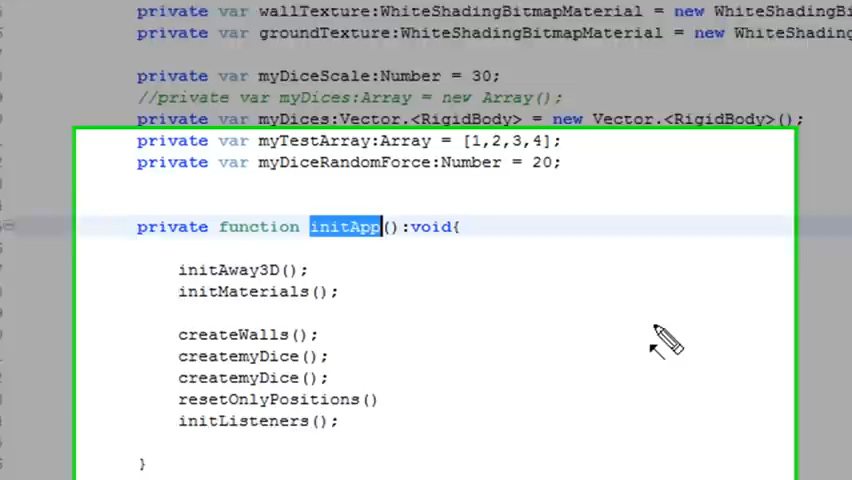 private var wallTexture:WhiteShadingBitmapMaterial = new WhiteShadingBi
private var groundTexture:WhiteShadingBitmapMaterial = new WhiteShading
private var myDiceScale:Number = 30;
//private var myDices:Array = new Array();
private var myDices:Vector.<RigidBody> = new Vector.<RigidBody>();
private var myTestArray:Array = [1,2,3,4];
private var myDiceRandomForce:Number = 20;
private function initApp():void{
initAway3D();
initMaterials();
createWalls();
createmyDice();
createmyDice();
resetOnlyPositions()
initListeners();
}